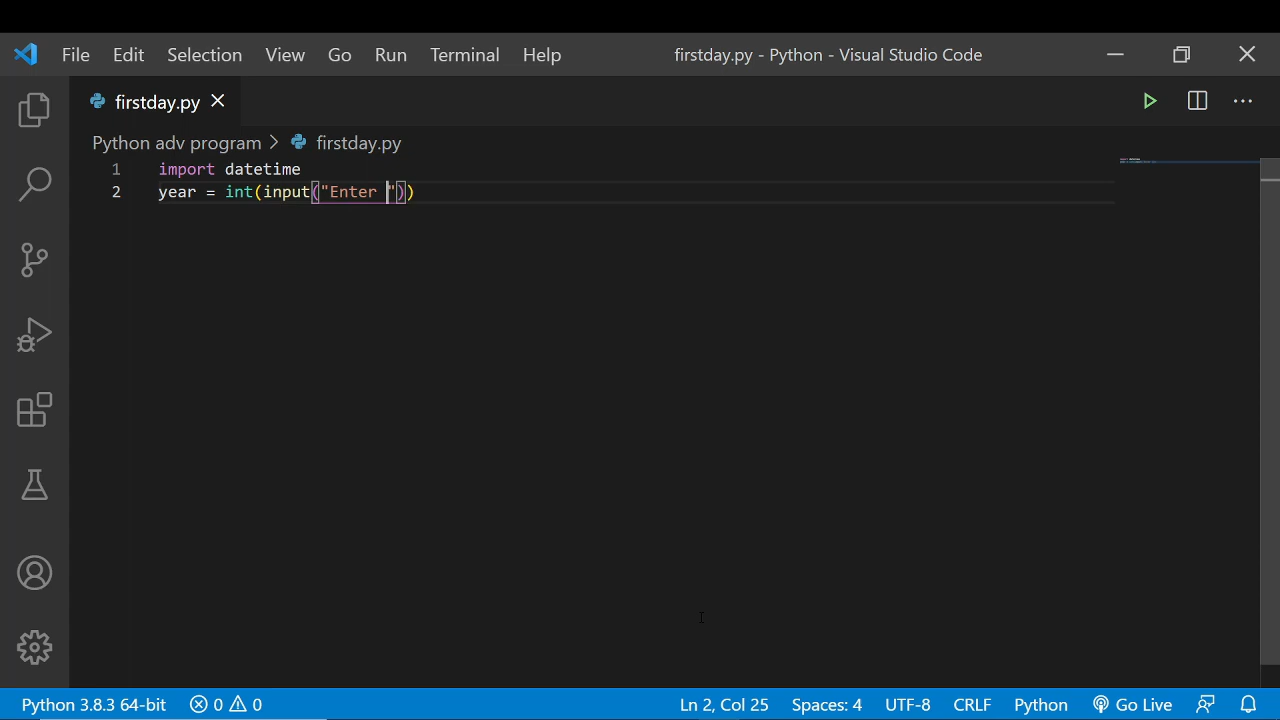 File Edit Selection View Go Run Terminal Help firstday.py - Python - Visual Studio Code
firstday.py
Python adv program > firstday.py
1 import datetime
2 year = int(input("Enter "))
Python 3.8.3 64-bit 0 0 Ln 2, Col 25 Spaces: 4 UTF-8 CRLF Python Go Live